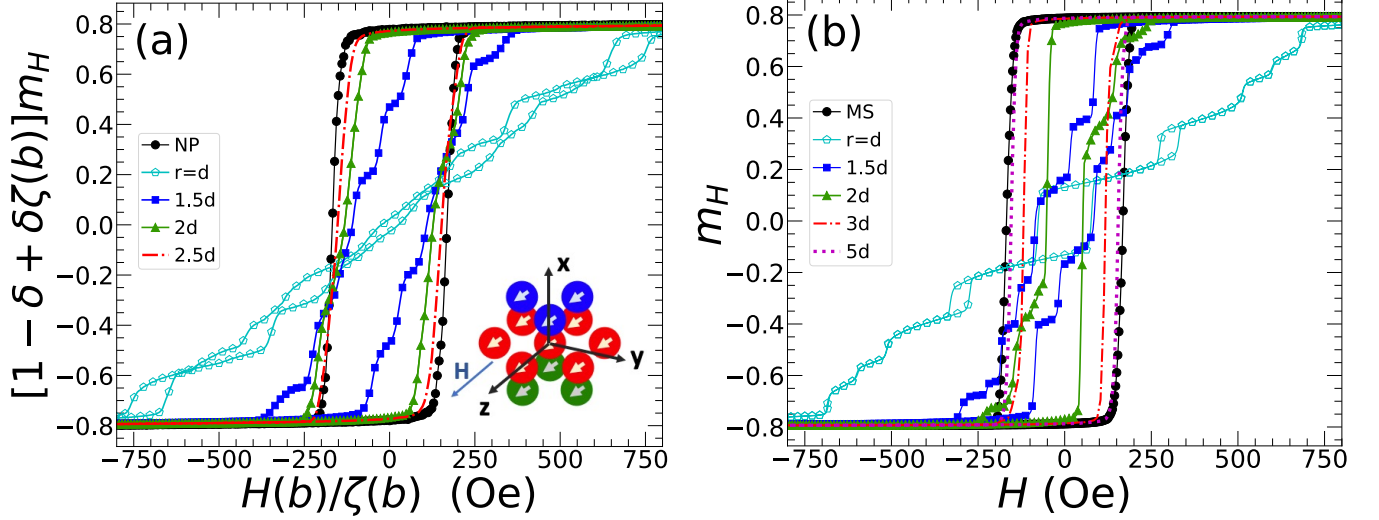 (a)
[1 − δ + δζ(b)]m_H
0.8
0.6
0.4
0.2
0.0
−0.2
−0.4
−0.6
−0.8
NP
r=d
1.5d
2d
2.5d
x
y
z
H
−750 −500 −250 0 250 500 750
H(b)/ζ(b) (Oe)
(b)
m_H
0.8
0.6
0.4
0.2
0.0
−0.2
−0.4
−0.6
−0.8
MS
r=d
1.5d
2d
3d
5d
−750 −500 −250 0 250 500 750
H (Oe)